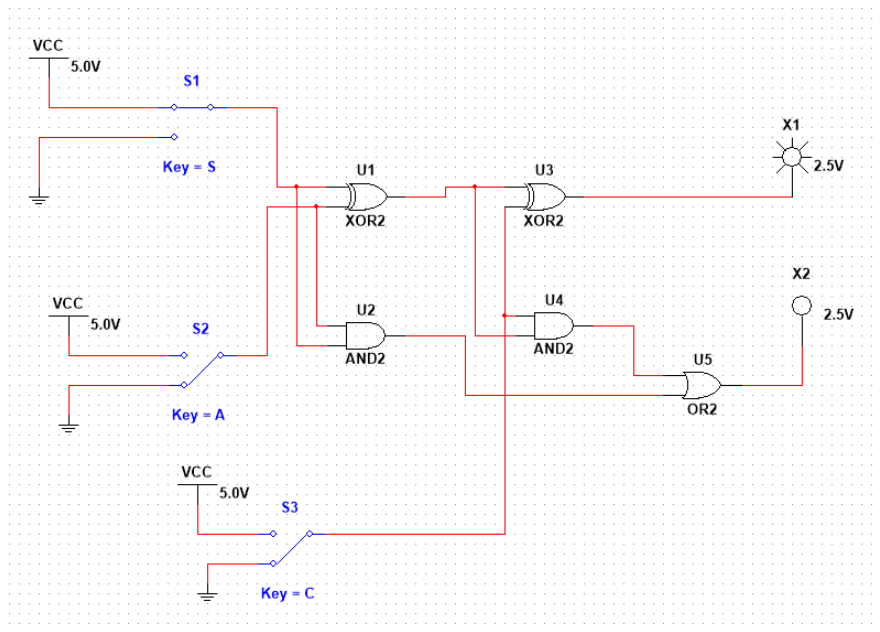 VCC
5.0V
S1
Key = S
X1
2.5V
U1
XOR2
U3
XOR2
X2
2.5V
VCC
5.0V
S2
Key = A
U2
AND2
U4
AND2
U5
OR2
VCC
5.0V
S3
Key = C